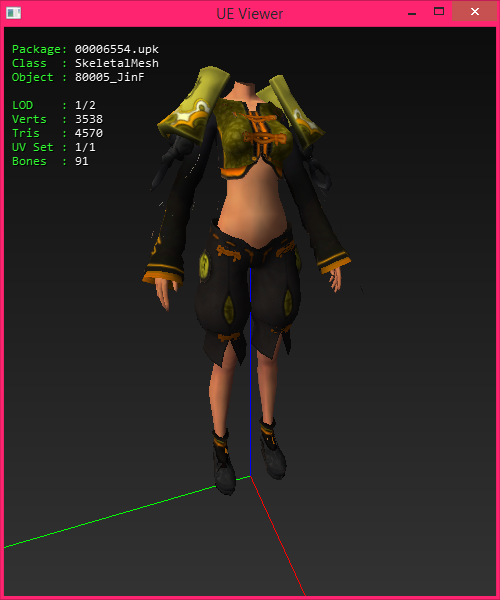 UE Viewer
Package: 00006554.upk
Class  : SkeletalMesh
Object : 80005_JinF
LOD    : 1/2
Verts  : 3538
Tris   : 4570
UV Set : 1/1
Bones  : 91